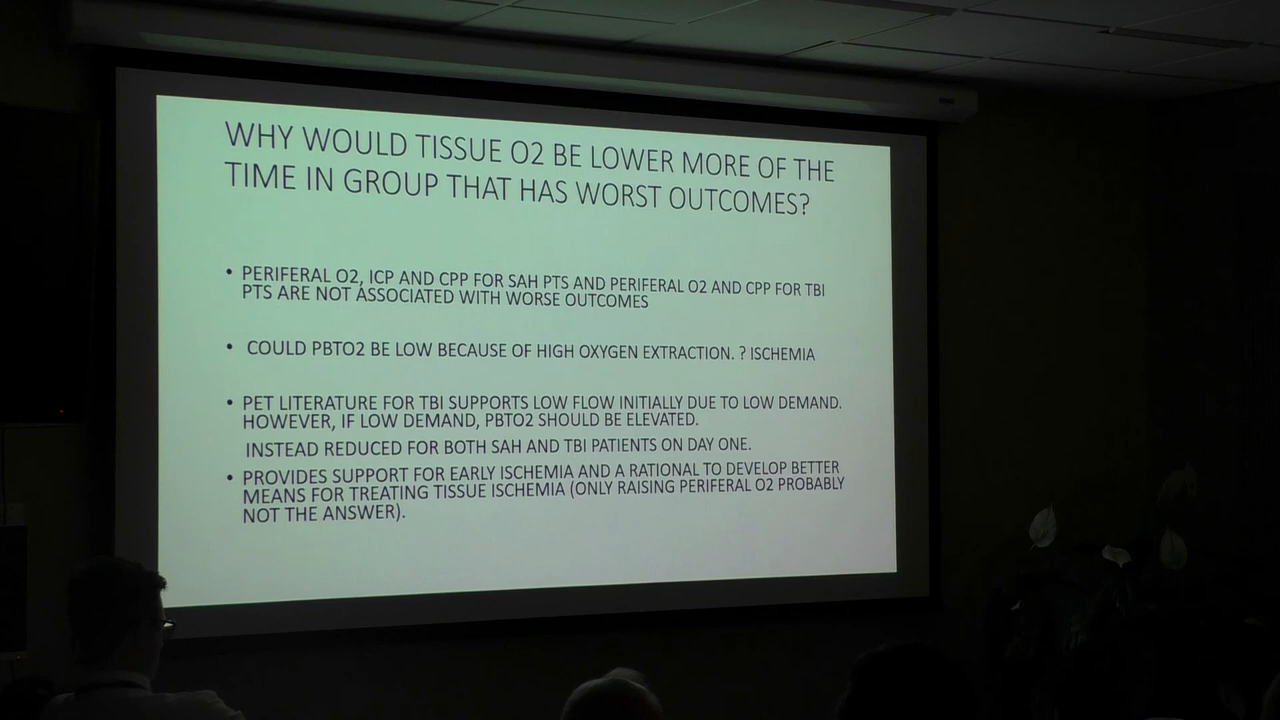 WHY WOULD TISSUE O2 BE LOWER MORE OF THE
TIME IN GROUP THAT HAS WORST OUTCOMES?
• PERIFERAL O2, ICP AND CPP FOR SAH PTS AND PERIFERAL O2 AND CPP FOR TBI
PTS ARE NOT ASSOCIATED WITH WORSE OUTCOMES
• COULD PBTO2 BE LOW BECAUSE OF HIGH OXYGEN EXTRACTION. ? ISCHEMIA
• PET LITERATURE FOR TBI SUPPORTS LOW FLOW INITIALLY DUE TO LOW DEMAND.
HOWEVER, IF LOW DEMAND, PBTO2 SHOULD BE ELEVATED.
INSTEAD REDUCED FOR BOTH SAH AND TBI PATIENTS ON DAY ONE.
• PROVIDES SUPPORT FOR EARLY ISCHEMIA AND A RATIONAL TO DEVELOP BETTER
MEANS FOR TREATING TISSUE ISCHEMIA (ONLY RAISING PERIFERAL O2 PROBABLY
NOT THE ANSWER).